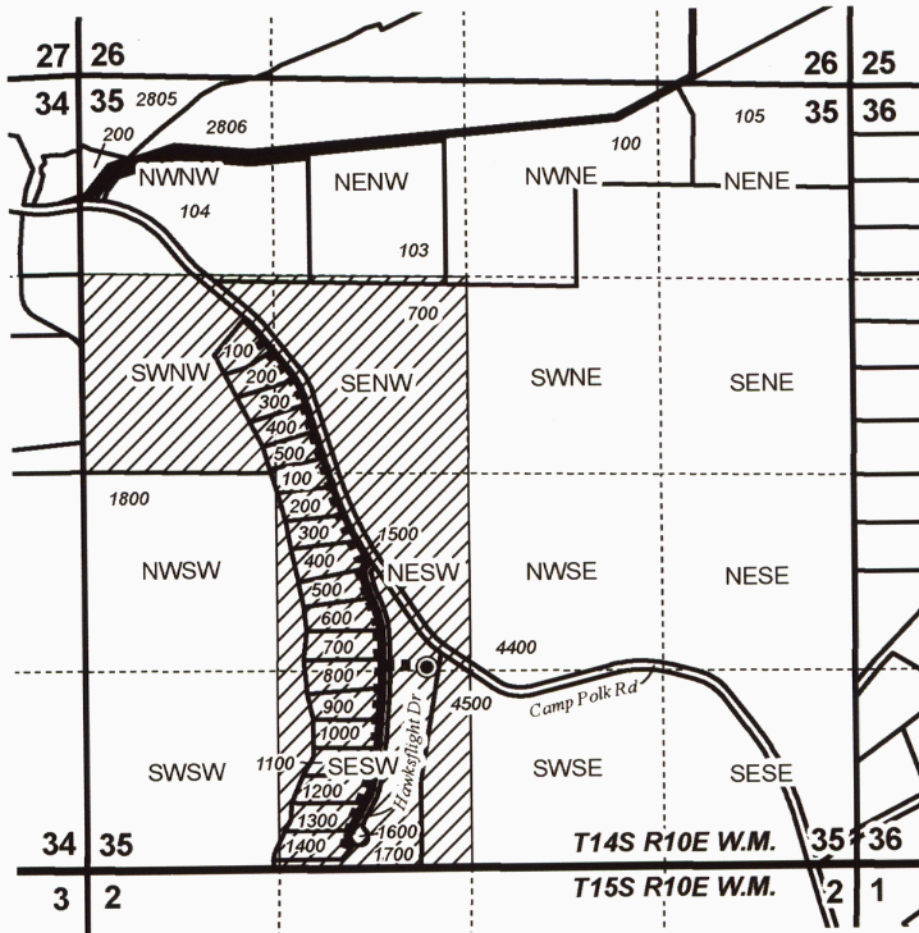 27 26
26 25
34 35
2805
200
2806
100
105
35 36
NWNW
NENW
NWNE
NENE
104
103
700
SWNW
100
SENW
SWNE
SENE
200
300
400
500
100
1800
200
300
1500
NWSW
400
NESW
NWSE
NESE
500
600
700
4400
800
4500
Camp Polk Rd
900
1000
Hawksflight Dr
1100
SWSW
SESW
SWSE
SESE
1200
1300
1600
1400
1700
34 35
T14S R10E W.M.
35 36
3 2
T15S R10E W.M.
2 1